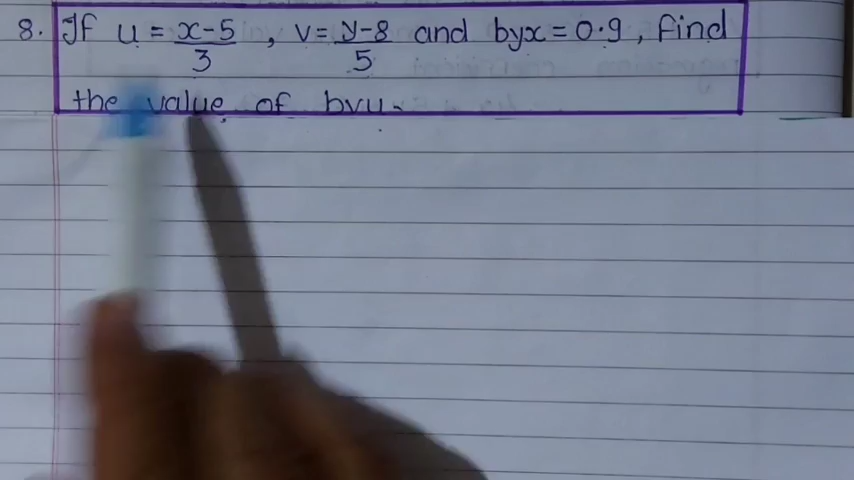 8. If u = x-5/3 , v = y-8/5 and byx = 0.9, find
the value of bvu.